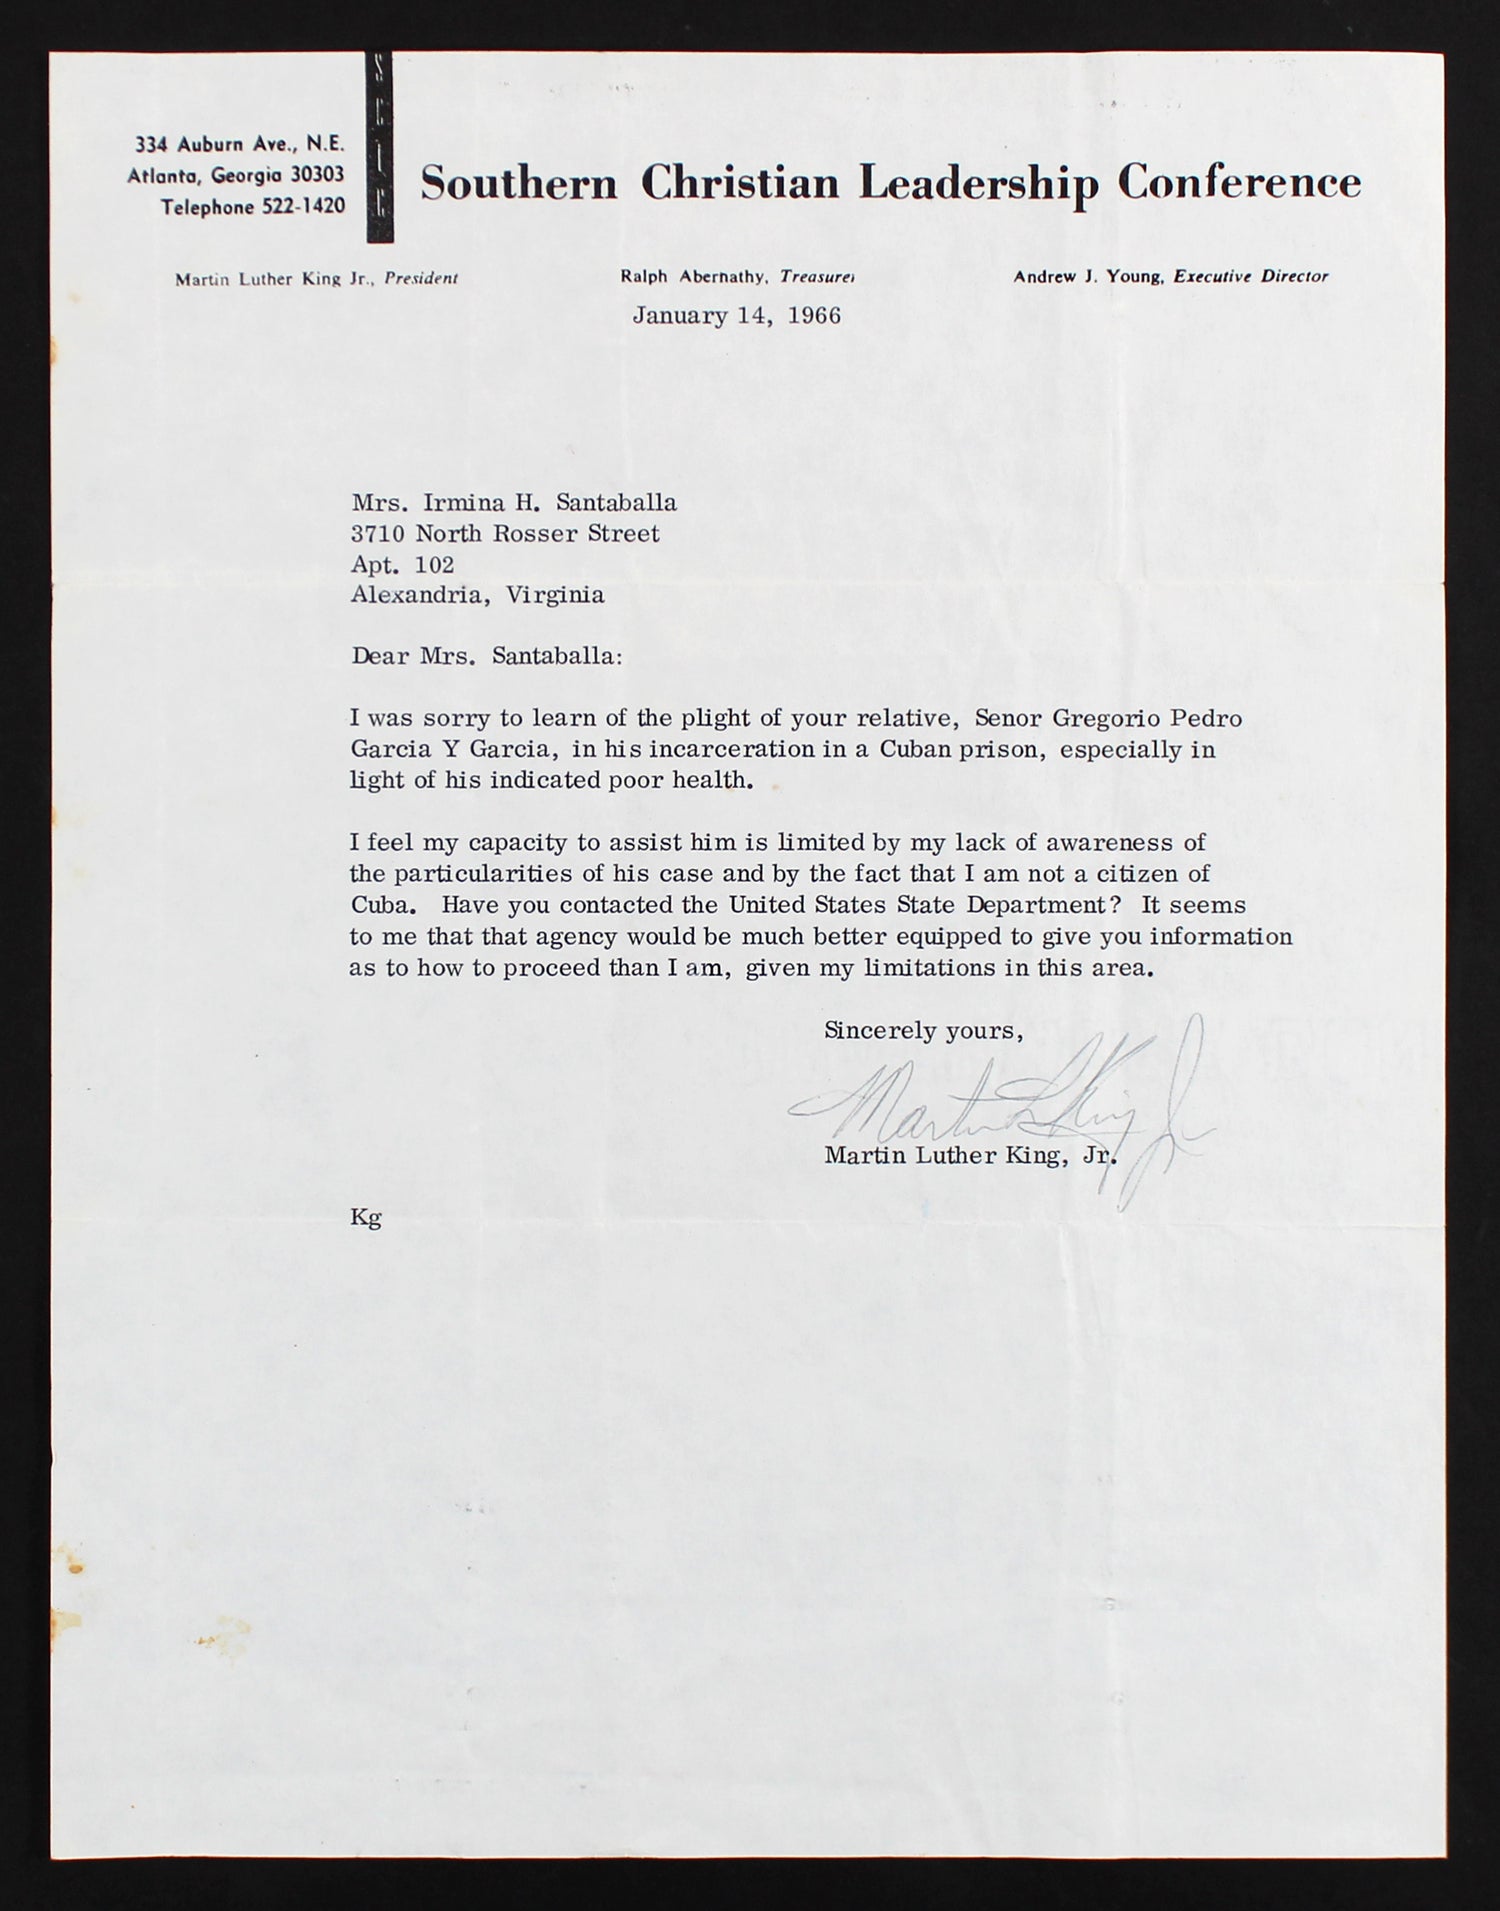 334 Auburn Ave., N.E.
Atlanta, Georgia 30303
Telephone 522-1420
SCLC
Southern Christian Leadership Conference
Martin Luther King Jr., President
Ralph Abernathy, Treasurer
Andrew J. Young, Executive Director
January 14, 1966
Mrs. Irmina H. Santaballa
3710 North Rosser Street
Apt. 102
Alexandria, Virginia
Dear Mrs. Santaballa:
I was sorry to learn of the plight of your relative, Senor Gregorio Pedro
Garcia Y Garcia, in his incarceration in a Cuban prison, especially in
light of his indicated poor health.
I feel my capacity to assist him is limited by my lack of awareness of
the particularities of his case and by the fact that I am not a citizen of
Cuba. Have you contacted the United States State Department? It seems
to me that that agency would be much better equipped to give you information
as to how to proceed than I am, given my limitations in this area.
Sincerely yours,
Martin L King Jr
Martin Luther King, Jr.
Kg